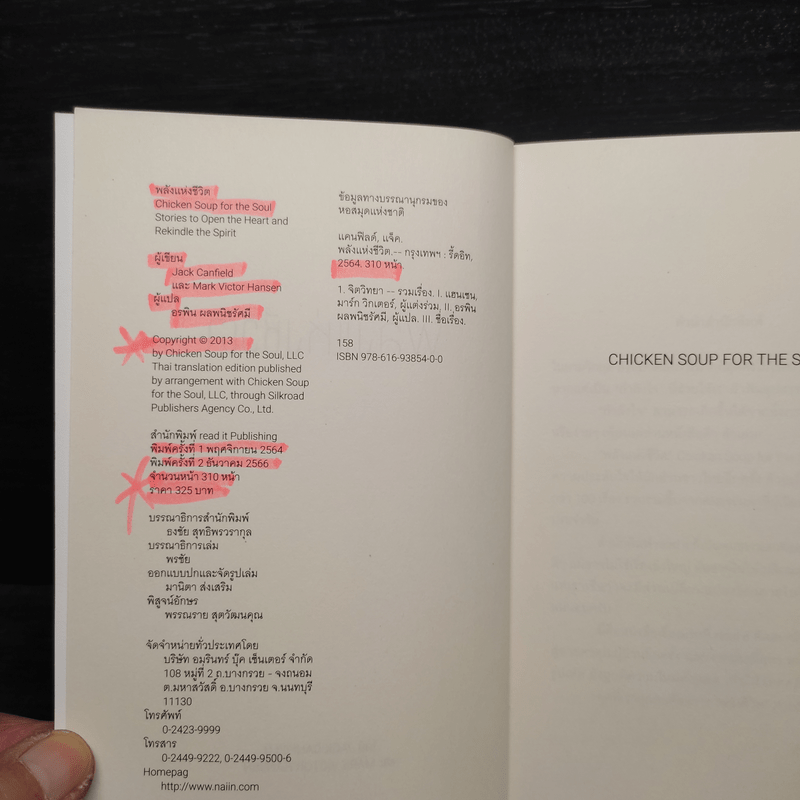 พลังแห่งชีวิต
Chicken Soup for the Soul
Stories to Open the Heart and
Rekindle the Spirit
ผู้เขียน
Jack Canfield
และ Mark Victor Hansen
ผู้แปล
อรพิน ผลพนิชรัศมี
Copyright © 2013
by Chicken Soup for the Soul, LLC
Thai translation edition published
by arrangement with Chicken Soup
for the Soul, LLC, through Silkroad
Publishers Agency Co., Ltd.
สำนักพิมพ์ read it Publishing
พิมพ์ครั้งที่ 1 พฤศจิกายน 2564
พิมพ์ครั้งที่ 2 ธันวาคม 2566
จำนวนหน้า 310 หน้า
ราคา 325 บาท
บรรณาธิการสำนักพิมพ์
ธงชัย สุทธิพรวรากุล
บรรณาธิการเล่ม
พรชัย
ออกแบบปกและจัดรูปเล่ม
มานิตา ส่งเสริม
พิสูจน์อักษร
พรรณราย สุตวัฒนคุณ
จัดจำหน่ายทั่วประเทศโดย
บริษัท อมรินทร์ บุ๊ค เซ็นเตอร์ จำกัด
108 หมู่ที่ 2 ถ.บางกรวย - จงถนอม
ต.มหาสวัสดิ์ อ.บางกรวย จ.นนทบุรี
11130
โทรศัพท์
0-2423-9999
โทรสาร
0-2449-9222, 0-2449-9500-6
Homepag
http://www.naiin.com
ข้อมูลทางบรรณานุกรมของ
หอสมุดแห่งชาติ
แคนฟิลด์, แจ็ค.
พลังแห่งชีวิต.-- กรุงเทพฯ : รี้ดอิท,
2564. 310 หน้า.
1. จิตวิทยา -- รวมเรื่อง. I. แฮนเซน,
มาร์ก วิกเตอร์, ผู้แต่งร่วม. II. อรพิน
ผลพนิชรัศมี, ผู้แปล. III. ชื่อเรื่อง.
158
ISBN 978-616-93854-0-0
CHICKEN SOUP FOR THE S